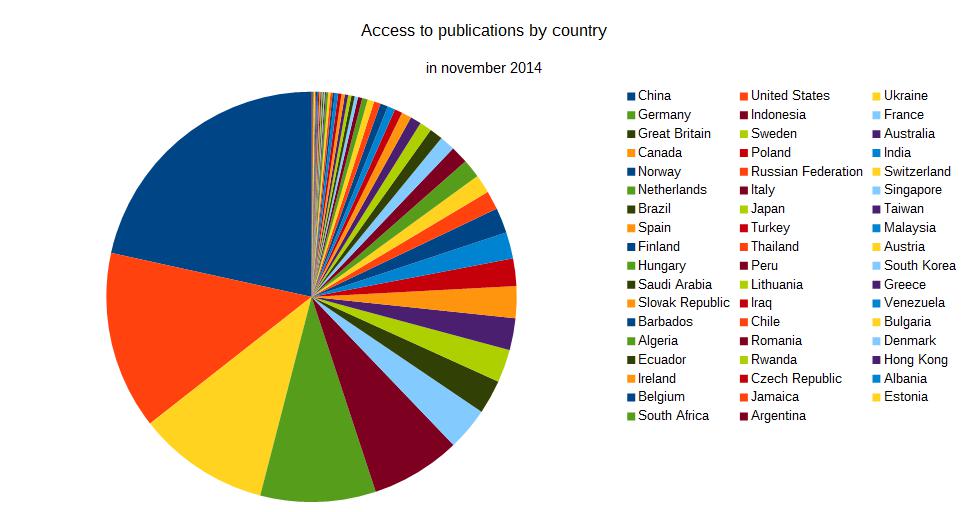 Access to publications by country
in november 2014
China United States Ukraine
Germany Indonesia France
Great Britain Sweden Australia
Canada Poland India
Norway Russian Federation Switzerland
Netherlands Italy Singapore
Brazil Japan Taiwan
Spain Turkey Malaysia
Finland Thailand Austria
Hungary Peru South Korea
Saudi Arabia Lithuania Greece
Slovak Republic Iraq Venezuela
Barbados Chile Bulgaria
Algeria Romania Denmark
Ecuador Rwanda Hong Kong
Ireland Czech Republic Albania
Belgium Jamaica Estonia
South Africa Argentina